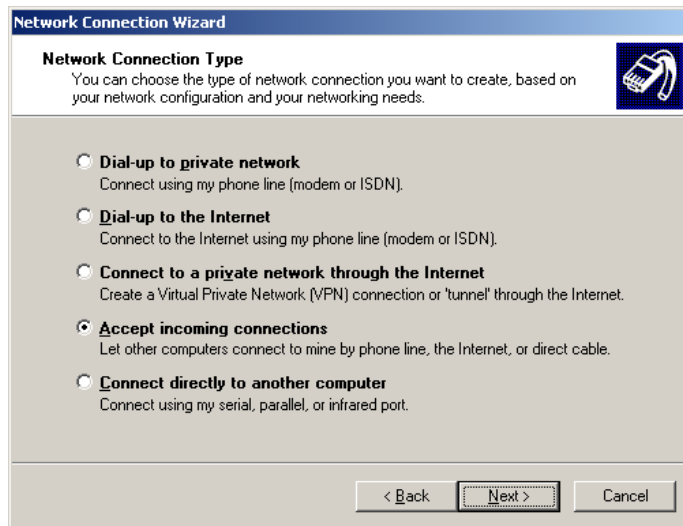 Network Connection Wizard
Network Connection Type
You can choose the type of network connection you want to create, based on
your network configuration and your networking needs.
Dial-up to private network
Connect using my phone line (modem or ISDN).
Dial-up to the Internet
Connect to the Internet using my phone line (modem or ISDN).
Connect to a private network through the Internet
Create a Virtual Private Network (VPN) connection or 'tunnel' through the Internet.
Accept incoming connections
Let other computers connect to mine by phone line, the Internet, or direct cable.
Connect directly to another computer
Connect using my serial, parallel, or infrared port.
< Back Next > Cancel